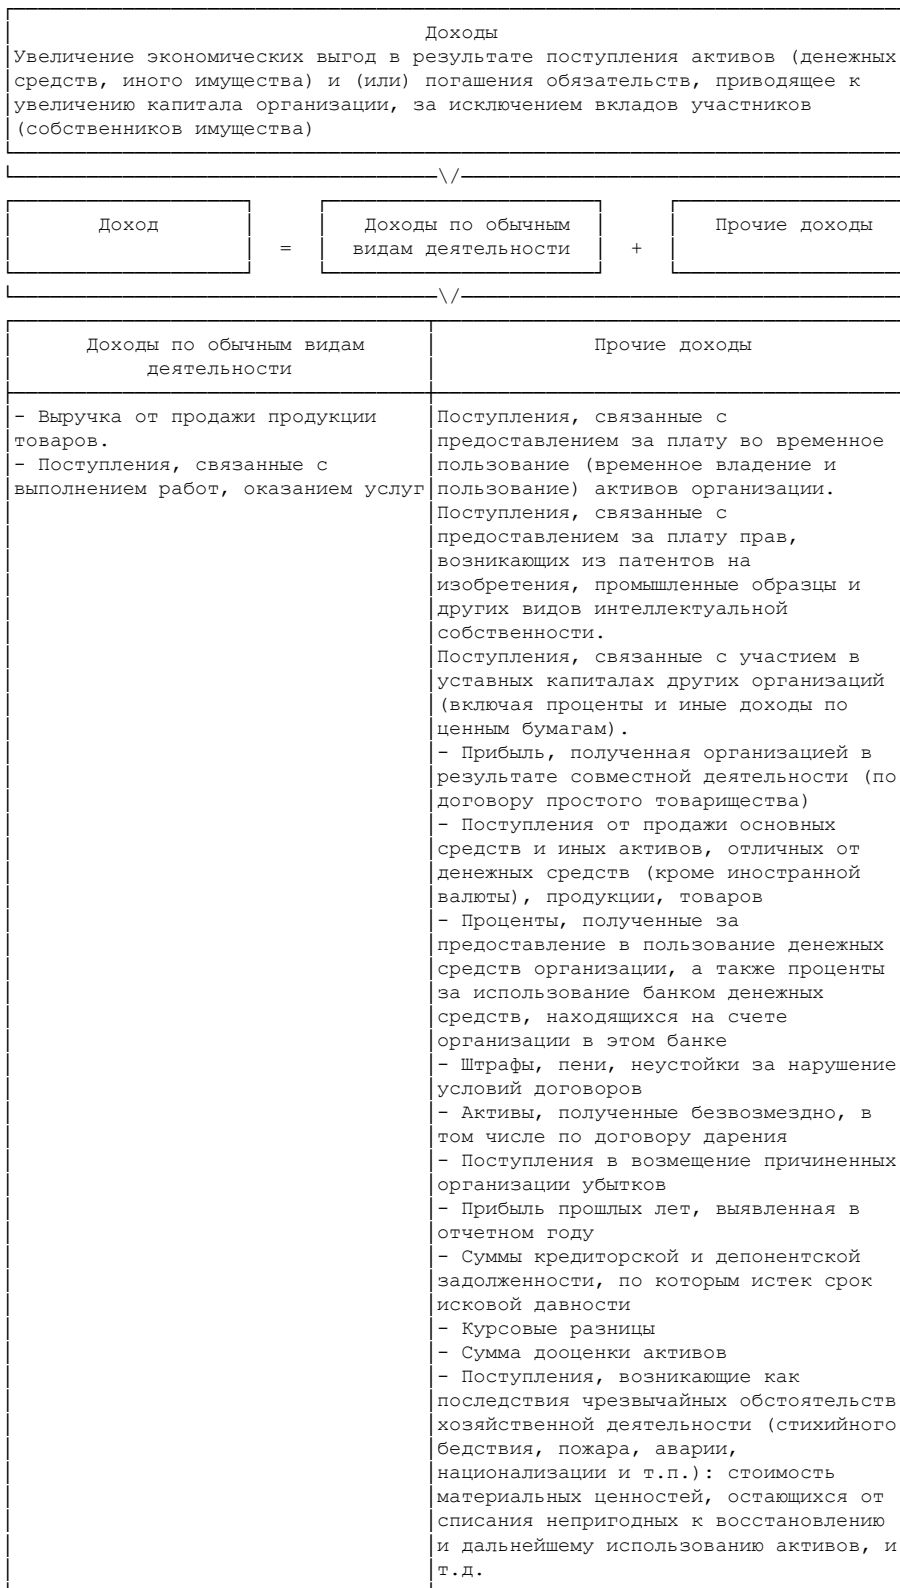 Доходы
Увеличение экономических выгод в результате поступления активов (денежных
средств, иного имущества) и (или) погашения обязательств, приводящее к
увеличению капитала организации, за исключением вкладов участников
(собственников имущества)
\/
Доход
=
Доходы по обычным
видам деятельности
+
Прочие доходы
\/
Доходы по обычным видам
деятельности
Прочие доходы
- Выручка от продажи продукции
товаров.
- Поступления, связанные с
выполнением работ, оказанием услуг
Поступления, связанные с
предоставлением за плату во временное
пользование (временное владение и
пользование) активов организации.
Поступления, связанные с
предоставлением за плату прав,
возникающих из патентов на
изобретения, промышленные образцы и
других видов интеллектуальной
собственности.
Поступления, связанные с участием в
уставных капиталах других организаций
(включая проценты и иные доходы по
ценным бумагам).
- Прибыль, полученная организацией в
результате совместной деятельности (по
договору простого товарищества)
- Поступления от продажи основных
средств и иных активов, отличных от
денежных средств (кроме иностранной
валюты), продукции, товаров
- Проценты, полученные за
предоставление в пользование денежных
средств организации, а также проценты
за использование банком денежных
средств, находящихся на счете
организации в этом банке
- Штрафы, пени, неустойки за нарушение
условий договоров
- Активы, полученные безвозмездно, в
том числе по договору дарения
- Поступления в возмещение причиненных
организации убытков
- Прибыль прошлых лет, выявленная в
отчетном году
- Суммы кредиторской и депонентской
задолженности, по которым истек срок
исковой давности
- Курсовые разницы
- Сумма дооценки активов
- Поступления, возникающие как
последствия чрезвычайных обстоятельств
хозяйственной деятельности (стихийного
бедствия, пожара, аварии,
национализации и т.п.): стоимость
материальных ценностей, остающихся от
списания непригодных к восстановлению
и дальнейшему использованию активов, и
т.д.